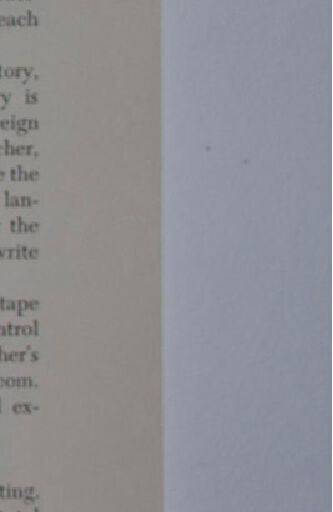 each
tory,
y is
eign
cher,
e the
lan-
the
write
tape
ntrol
her's
oom.
ex-
ting,